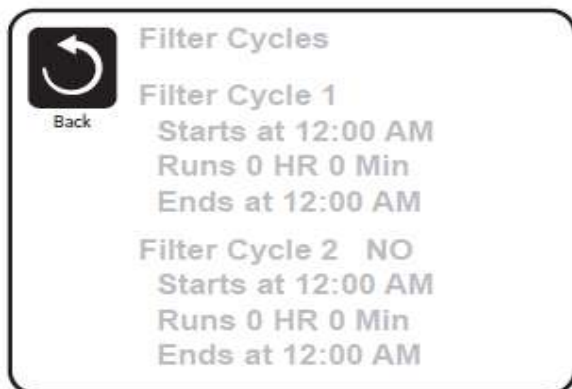 Filter Cycles
Back
Filter Cycle 1
Starts at 12:00 AM
Runs 0 HR 0 Min
Ends at 12:00 AM
Filter Cycle 2 NO
Starts at 12:00 AM
Runs 0 HR 0 Min
Ends at 12:00 AM